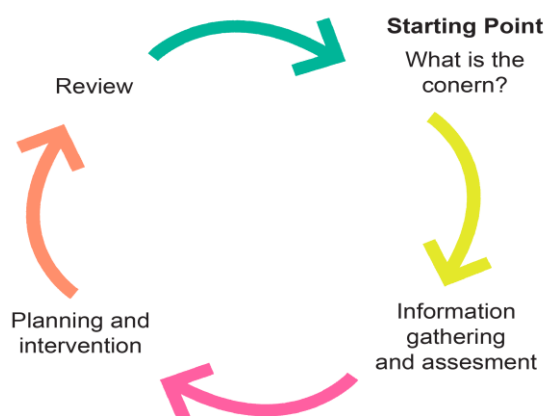 Starting Point
What is the
conern?
Information
gathering
and assesment
Planning and
intervention
Review